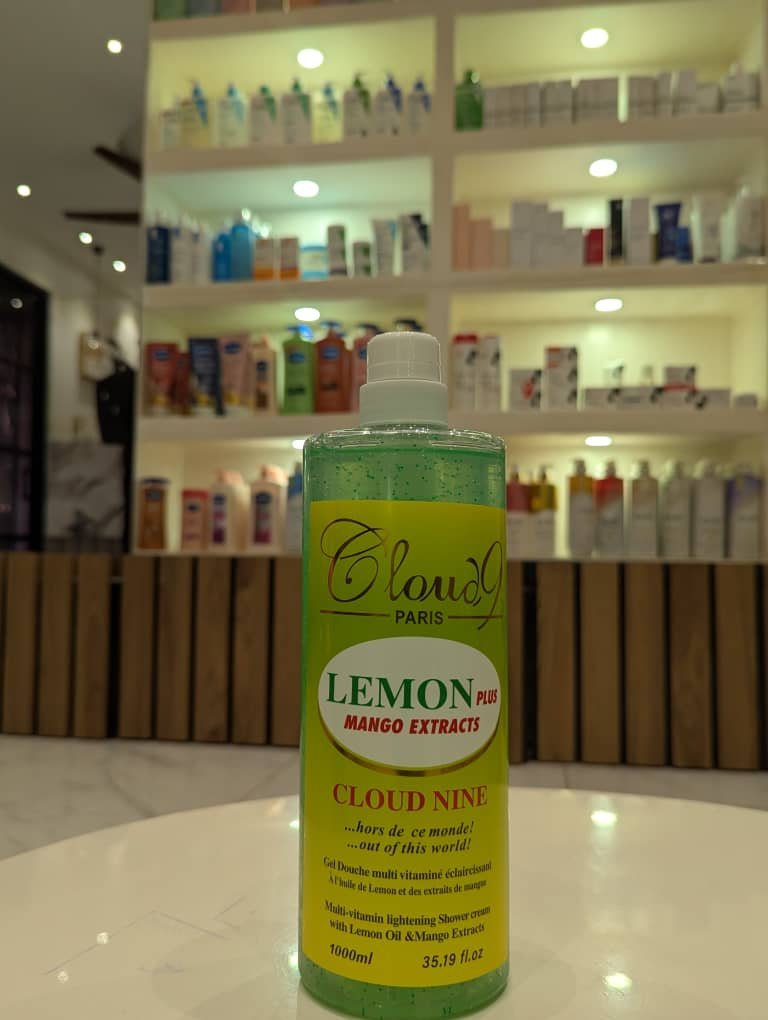 Cloud9
PARIS
LEMON PLUS
MANGO EXTRACTS
CLOUD NINE
...hors de ce monde!
...out of this world!
Gel Douche multi vitaminé éclaircissant
À l'huile de Lemon et des extraits de mangue
Multi-vitamin lightening Shower cream
with Lemon Oil &Mango Extracts
1000ml 35.19 fl.oz